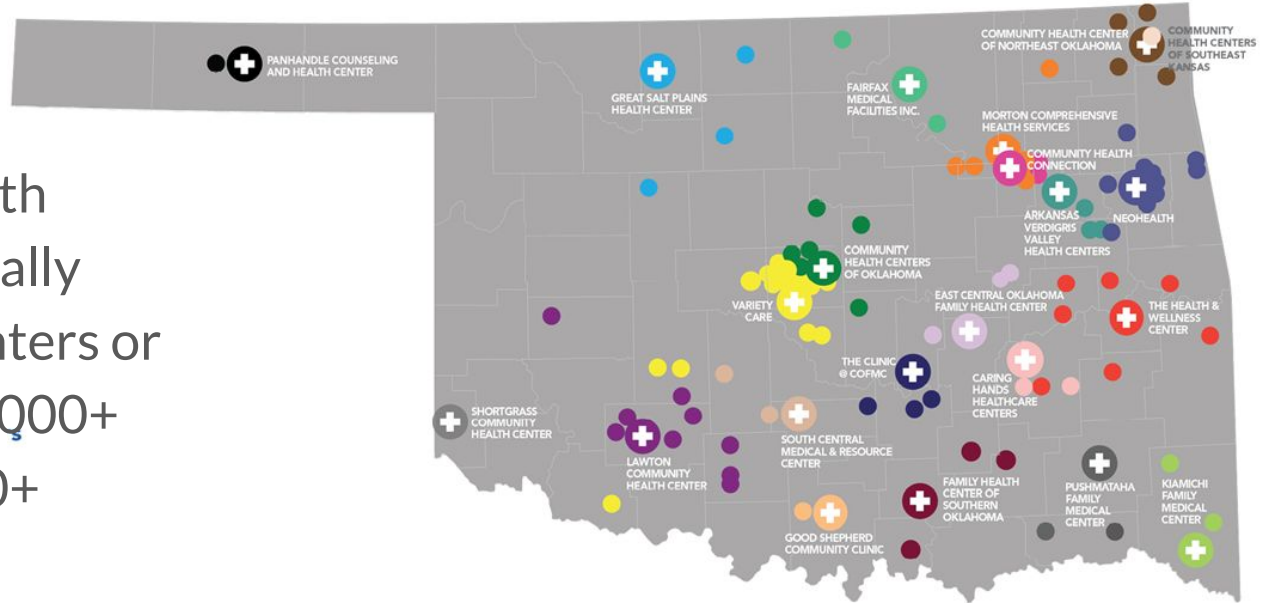 th
ally
nters or
000+
s
0+
PANHANDLE COUNSELING
AND HEALTH CENTER
GREAT SALT PLAINS
HEALTH CENTER
FAIRFAX
MEDICAL
FACILITIES INC.
COMMUNITY HEALTH CENTER
OF NORTHEAST OKLAHOMA
COMMUNITY
HEALTH CENTERS
OF SOUTHEAST
KANSAS
MORTON COMPREHENSIVE
HEALTH SERVICES
COMMUNITY HEALTH
CONNECTION
ARKANSAS
VERDIGRIS
VALLEY
HEALTH CENTERS
NEOHEALTH
COMMUNITY
HEALTH CENTERS
OF OKLAHOMA
VARIETY
CARE
EAST CENTRAL OKLAHOMA
FAMILY HEALTH CENTER
THE HEALTH &
WELLNESS
CENTER
THE CLINIC
@ COFMC
CARING
HANDS
HEALTHCARE
CENTERS
SHORTGRASS
COMMUNITY
HEALTH CENTER
LAWTON
COMMUNITY
HEALTH CENTER
SOUTH CENTRAL
MEDICAL & RESOURCE
CENTER
GOOD SHEPHERD
COMMUNITY CLINIC
FAMILY HEALTH
CENTER OF
SOUTHERN
OKLAHOMA
PUSHMATAHA
FAMILY
MEDICAL
CENTER
KIAMICHI
FAMILY
MEDICAL
CENTER